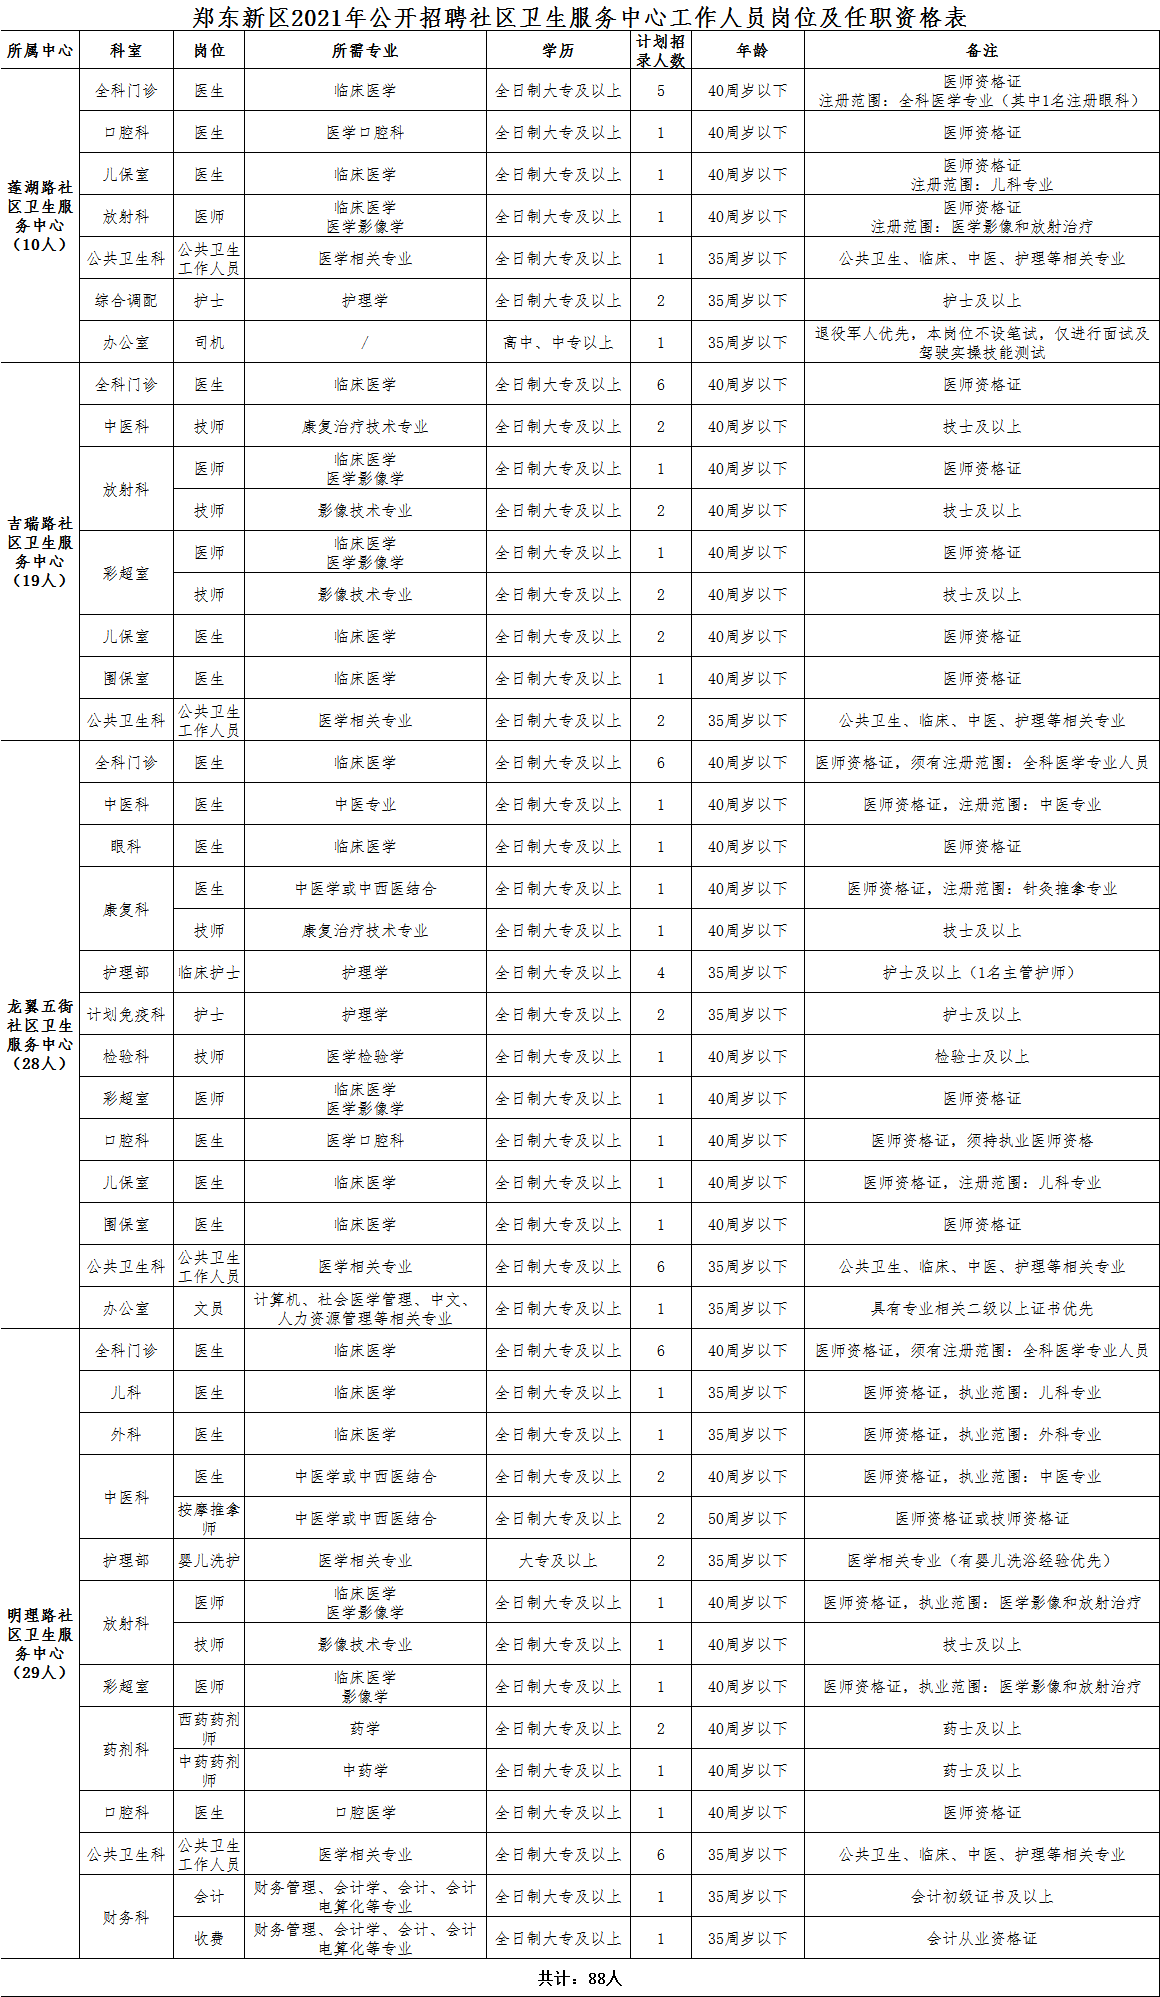 郑东新区2021年公开招聘社区卫生服务中心工作人员岗位及任职资格表
所属中心 科室 岗位 所需专业 学历 计划招录人数 年龄 备注
莲湖路社区卫生服务中心（10人）
全科门诊 医生 临床医学 全日制大专及以上 5 40周岁以下 医师资格证 注册范围：全科医学专业（其中1名注册眼科）
口腔科 医生 医学口腔科 全日制大专及以上 1 40周岁以下 医师资格证
儿保室 医生 临床医学 全日制大专及以上 1 40周岁以下 医师资格证 注册范围：儿科专业
放射科 医师 临床医学 医学影像学 全日制大专及以上 1 40周岁以下 医师资格证 注册范围：医学影像和放射治疗
公共卫生科 公共卫生工作人员 医学相关专业 全日制大专及以上 1 35周岁以下 公共卫生、临床、中医、护理等相关专业
综合调配 护士 护理学 全日制大专及以上 2 35周岁以下 护士及以上
办公室 司机 / 高中、中专以上 1 35周岁以下 退役军人优先，本岗位不设笔试，仅进行面试及驾驶实操技能测试
吉瑞路社区卫生服务中心（19人）
全科门诊 医生 临床医学 全日制大专及以上 6 40周岁以下 医师资格证
中医科 技师 康复治疗技术专业 全日制大专及以上 2 40周岁以下 技士及以上
放射科 医师 临床医学 医学影像学 全日制大专及以上 1 40周岁以下 医师资格证
技师 影像技术专业 全日制大专及以上 2 40周岁以下 技士及以上
彩超室 医师 临床医学 医学影像学 全日制大专及以上 1 40周岁以下 医师资格证
技师 影像技术专业 全日制大专及以上 2 40周岁以下 技士及以上
儿保室 医生 临床医学 全日制大专及以上 2 40周岁以下 医师资格证
围保室 医生 临床医学 全日制大专及以上 1 40周岁以下 医师资格证
公共卫生科 公共卫生工作人员 医学相关专业 全日制大专及以上 2 35周岁以下 公共卫生、临床、中医、护理等相关专业
龙翼五街社区卫生服务中心（28人）
全科门诊 医生 临床医学 全日制大专及以上 6 40周岁以下 医师资格证，须有注册范围：全科医学专业人员
中医科 医生 中医专业 全日制大专及以上 1 40周岁以下 医师资格证，注册范围：中医专业
眼科 医生 临床医学 全日制大专及以上 1 40周岁以下 医师资格证
康复科 医生 中医学或中西医结合 全日制大专及以上 1 40周岁以下 医师资格证，注册范围：针灸推拿专业
技师 康复治疗技术专业 全日制大专及以上 1 40周岁以下 技士及以上
护理部 临床护士 护理学 全日制大专及以上 4 35周岁以下 护士及以上（1名主管护师）
计划免疫科 护士 护理学 全日制大专及以上 2 35周岁以下 护士及以上
检验科 技师 医学检验学 全日制大专及以上 1 40周岁以下 检验士及以上
彩超室 医师 临床医学 医学影像学 全日制大专及以上 1 40周岁以下 医师资格证
口腔科 医生 医学口腔科 全日制大专及以上 1 40周岁以下 医师资格证，须持执业医师资格
儿保室 医生 临床医学 全日制大专及以上 1 40周岁以下 医师资格证，注册范围：儿科专业
围保室 医生 临床医学 全日制大专及以上 1 40周岁以下 医师资格证
公共卫生科 公共卫生工作人员 医学相关专业 全日制大专及以上 6 35周岁以下 公共卫生、临床、中医、护理等相关专业
办公室 文员 计算机、社会医学管理、中文、人力资源管理等相关专业 全日制大专及以上 1 35周岁以下 具有专业相关二级以上证书优先
明理路社区卫生服务中心（29人）
全科门诊 医生 临床医学 全日制大专及以上 6 40周岁以下 医师资格证，须有注册范围：全科医学专业人员
儿科 医生 临床医学 全日制大专及以上 1 35周岁以下 医师资格证，执业范围：儿科专业
外科 医生 临床医学 全日制大专及以上 1 35周岁以下 医师资格证，执业范围：外科专业
中医科 医生 中医学或中西医结合 全日制大专及以上 2 40周岁以下 医师资格证，执业范围：中医专业
按摩推拿师 中医学或中西医结合 全日制大专及以上 2 50周岁以下 医师资格证或技师资格证
护理部 婴儿洗护 医学相关专业 大专及以上 2 35周岁以下 医学相关专业（有婴儿洗浴经验优先）
放射科 医师 临床医学 医学影像学 全日制大专及以上 1 40周岁以下 医师资格证，执业范围：医学影像和放射治疗
技师 影像技术专业 全日制大专及以上 1 40周岁以下 技士及以上
彩超室 医师 临床医学 影像学 全日制大专及以上 1 40周岁以下 医师资格证，执业范围：医学影像和放射治疗
药剂科 西药药剂师 药学 全日制大专及以上 2 40周岁以下 药士及以上
中药药剂师 中药学 全日制大专及以上 1 40周岁以下 药士及以上
口腔科 医生 口腔医学 全日制大专及以上 1 40周岁以下 医师资格证
公共卫生科 公共卫生工作人员 医学相关专业 全日制大专及以上 6 35周岁以下 公共卫生、临床、中医、护理等相关专业
财务科 会计 财务管理、会计学、会计、会计电算化等专业 全日制大专及以上 1 35周岁以下 会计初级证书及以上
收费 财务管理、会计学、会计、会计电算化等专业 全日制大专及以上 1 35周岁以下 会计从业资格证
共计：88人